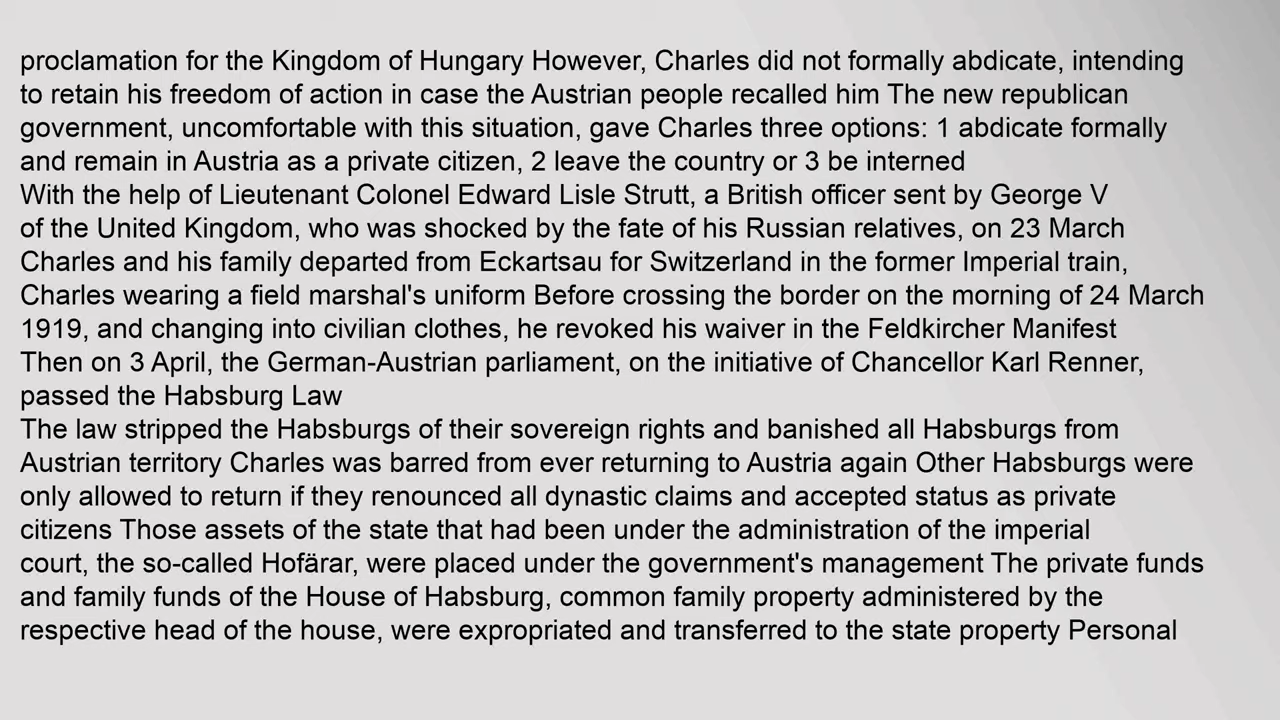 proclamation for the Kingdom of Hungary However, Charles did not formally abdicate, intending
to retain his freedom of action in case the Austrian people recalled him The new republican
government, uncomfortable with this situation, gave Charles three options: 1 abdicate formally
and remain in Austria as a private citizen, 2 leave the country or 3 be interned
With the help of Lieutenant Colonel Edward Lisle Strutt, a British officer sent by George V
of the United Kingdom, who was shocked by the fate of his Russian relatives, on 23 March
Charles and his family departed from Eckartsau for Switzerland in the former Imperial train,
Charles wearing a field marshal's uniform Before crossing the border on the morning of 24 March
1919, and changing into civilian clothes, he revoked his waiver in the Feldkircher Manifest
Then on 3 April, the German-Austrian parliament, on the initiative of Chancellor Karl Renner,
passed the Habsburg Law
The law stripped the Habsburgs of their sovereign rights and banished all Habsburgs from
Austrian territory Charles was barred from ever returning to Austria again Other Habsburgs were
only allowed to return if they renounced all dynastic claims and accepted status as private
citizens Those assets of the state that had been under the administration of the imperial
court, the so-called Hofärar, were placed under the government's management The private funds
and family funds of the House of Habsburg, common family property administered by the
respective head of the house, were expropriated and transferred to the state property Personal